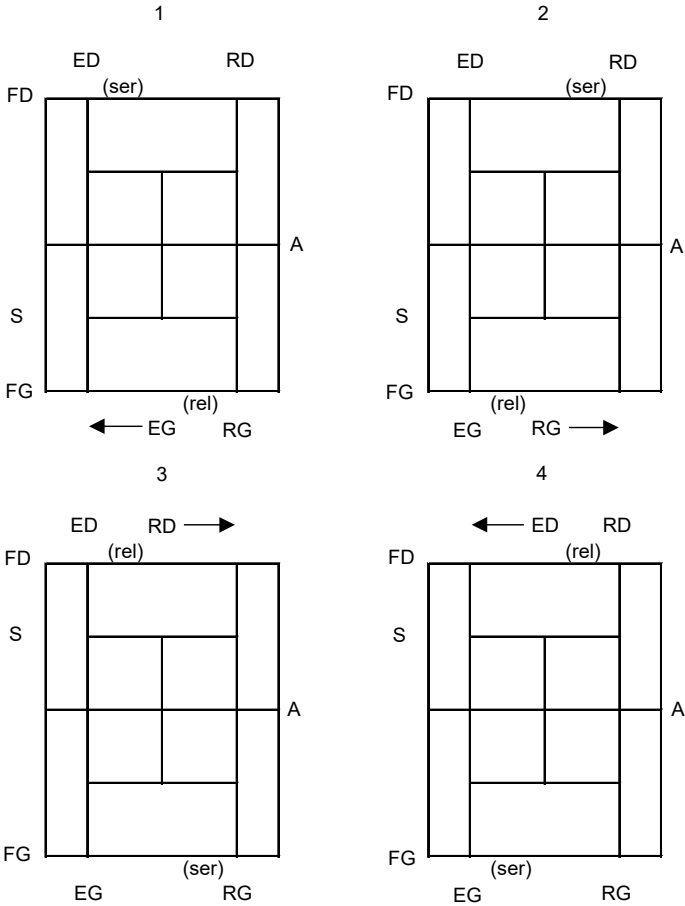 1
ED RD
(ser)
FD
A
S
FG
(rel)
EG RG
2
ED RD
(ser)
FD
A
S
FG
(rel)
EG RG
3
ED RD
(rel)
FD
S
A
FG
(ser)
EG RG
4
ED RD
(rel)
FD
S
A
FG
(ser)
EG RG